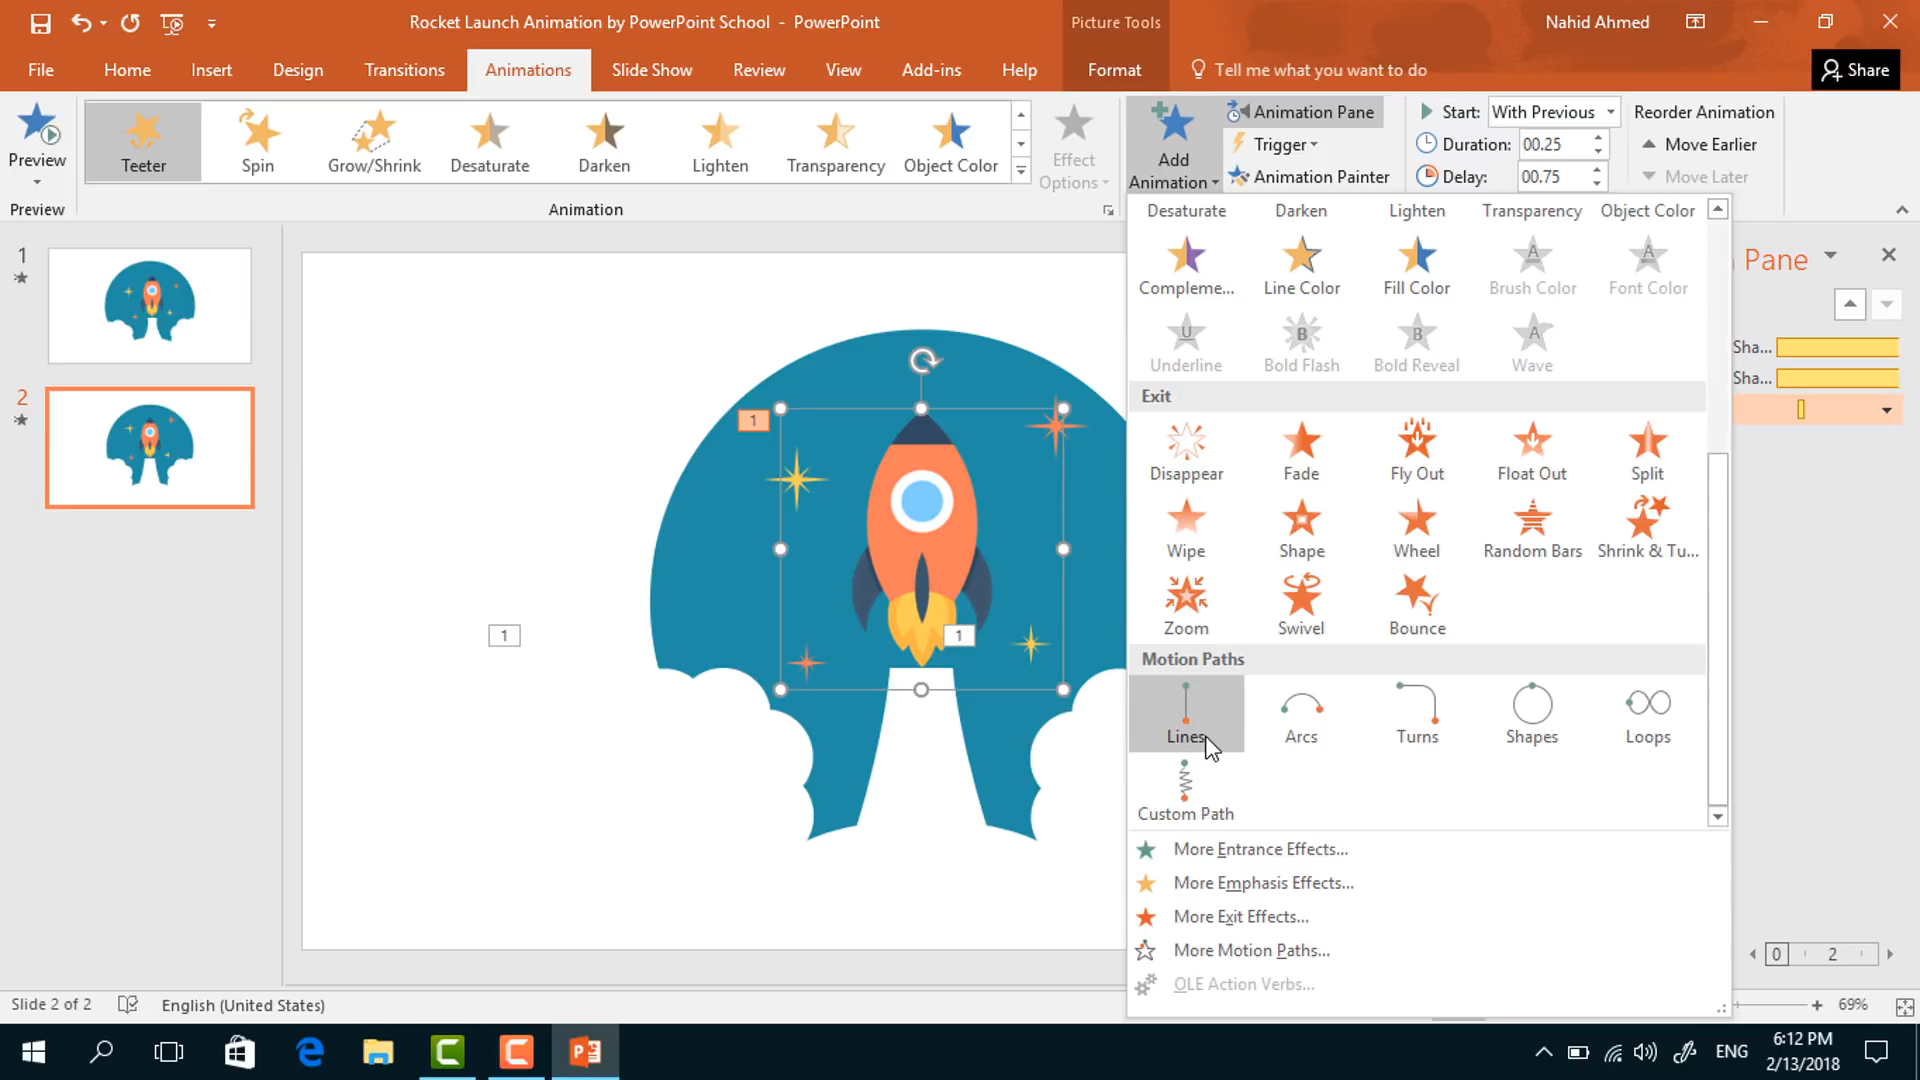 Rocket Launch Animation by PowerPoint School - PowerPoint
Picture Tools
Nahid Ahmed
File Home Insert Design Transitions Animations Slide Show Review View Add-ins Help Format Tell me what you want to do Share
Preview
Preview
Teeter Spin Grow/Shrink Desaturate Darken Lighten Transparency Object Color
Animation
Effect
Options
Add
Animation
Animation Pane
Trigger
Animation Painter
Start: With Previous
Duration: 00.25
Delay: 00.75
Reorder Animation
Move Earlier
Move Later
1
2
1
1
1
Desaturate Darken Lighten Transparency Object Color
Compleme... Line Color Fill Color Brush Color Font Color
Underline Bold Flash Bold Reveal Wave
Exit
Disappear Fade Fly Out Float Out Split
Wipe Shape Wheel Random Bars Shrink & Tu...
Zoom Swivel Bounce
Motion Paths
Lines Arcs Turns Shapes Loops
Custom Path
More Entrance Effects...
More Emphasis Effects...
More Exit Effects...
More Motion Paths...
OLE Action Verbs...
Pane
Sha...
Sha...
0 2
Slide 2 of 2 English (United States)
69%
ENG
6:12 PM
2/13/2018